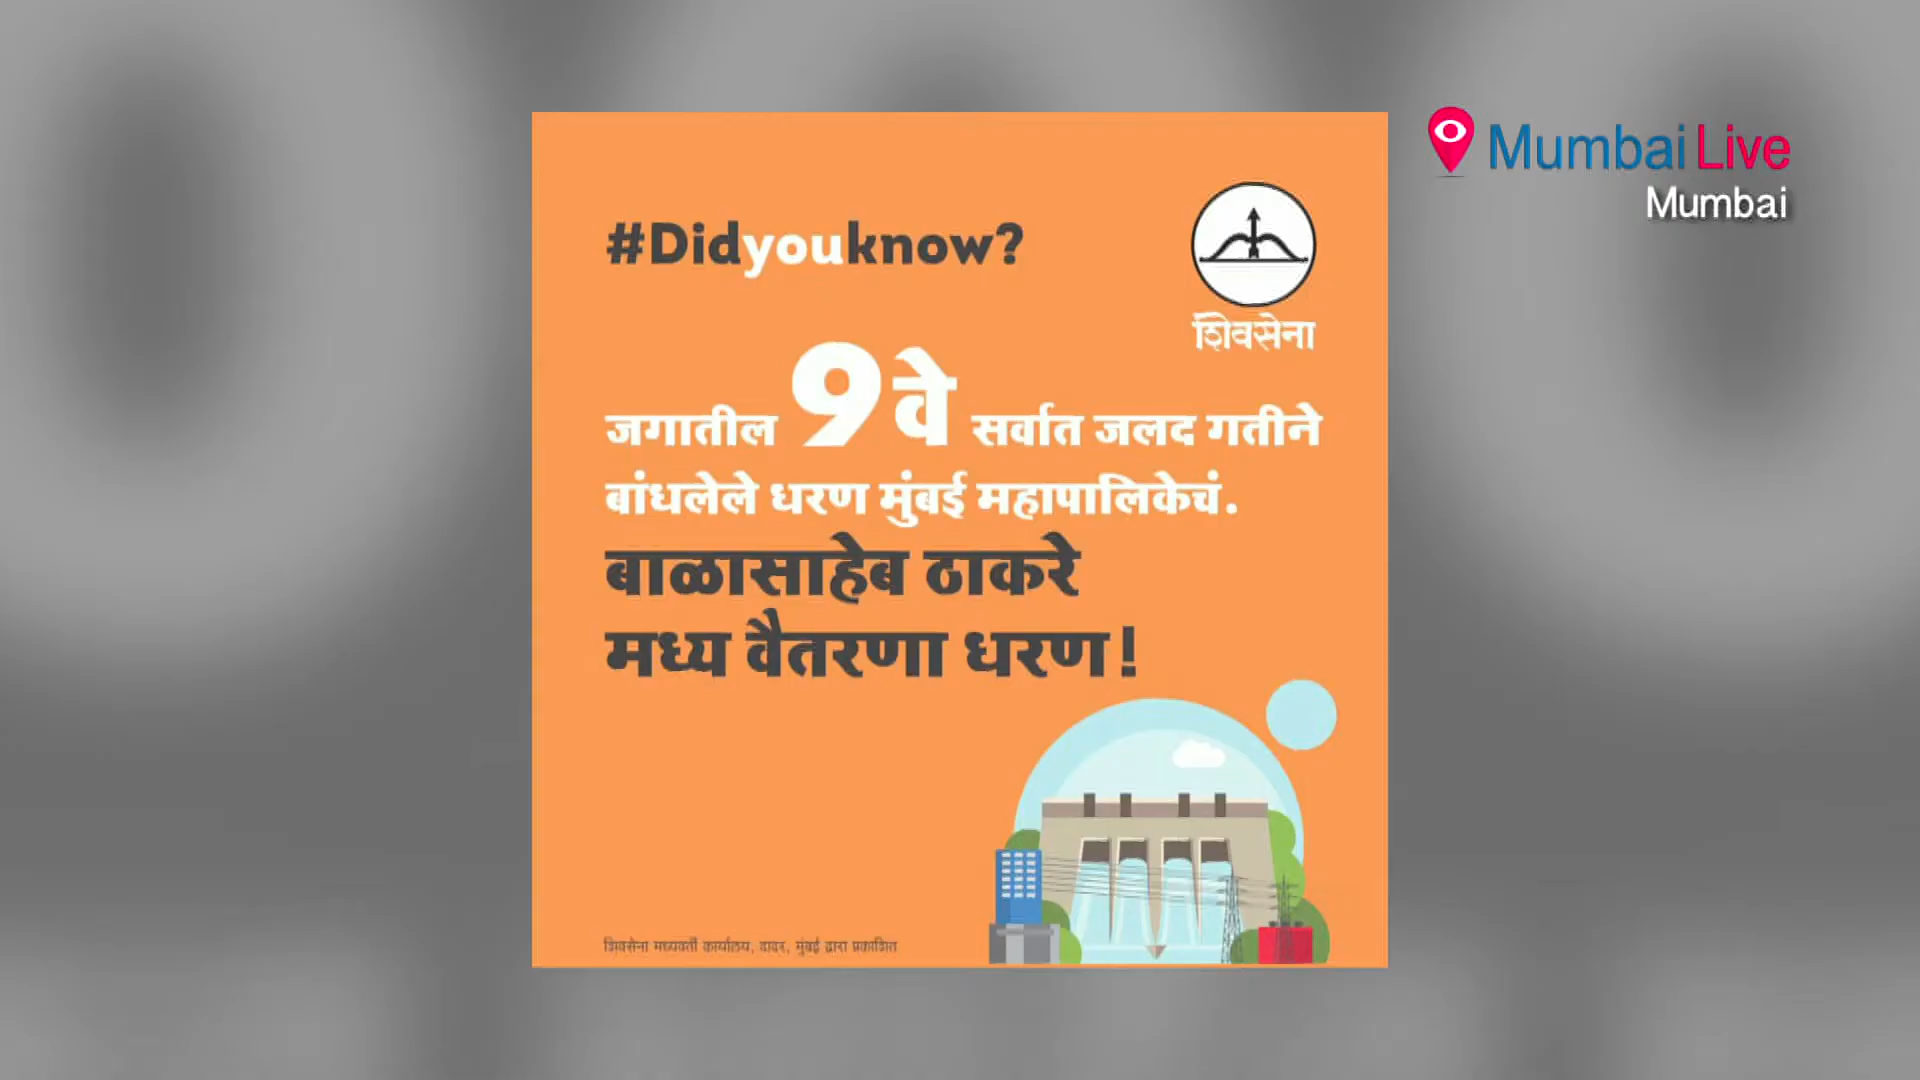 Mumbai Live
Mumbai
#Didyouknow?
शिवसेना
जगातील 9वे सर्वात जलद गतीने
बांधलेले धरण मुंबई महापालिकेचं.
बाळासाहेब ठाकरे
मध्य वैतरणा धरण!
शिवसेना मध्यवर्ती कार्यालय, दादर, मुंबई द्वारा प्रकाशित